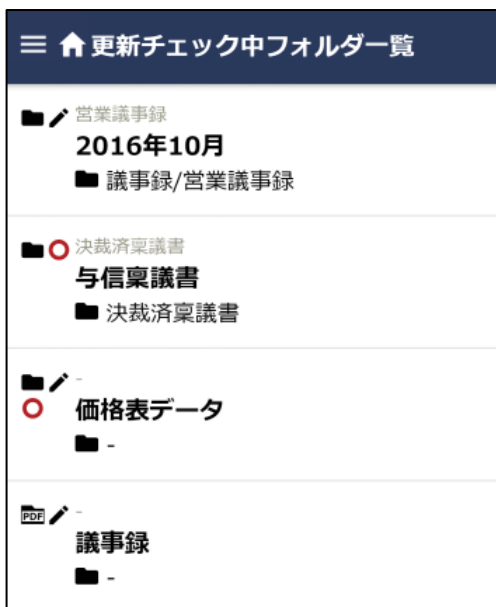 更新チェック中フォルダ一覧
営業議事録
2016年10月
議事録/営業議事録
決裁済稟議書
与信稟議書
決裁済稟議書
-
価格表データ
-
-
PDF
議事録
-